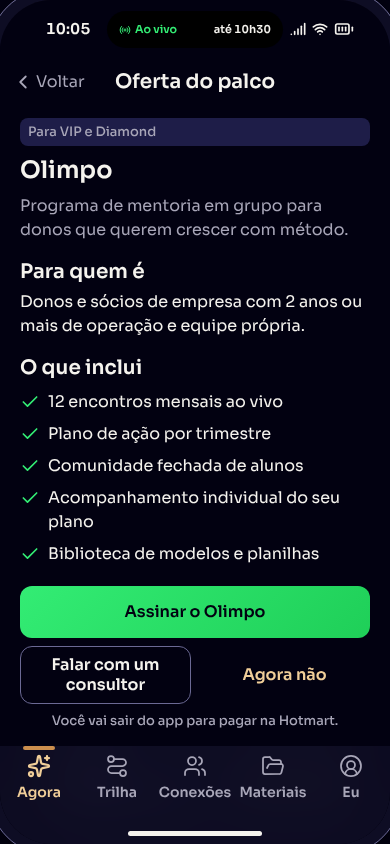 10:05
Ao vivo
até 10h30
Voltar
Oferta do palco
Para VIP e Diamond
Olimpo
Programa de mentoria em grupo para
donos que querem crescer com método.
Para quem é
Donos e sócios de empresa com 2 anos ou
mais de operação e equipe própria.
O que inclui
12 encontros mensais ao vivo
Plano de ação por trimestre
Comunidade fechada de alunos
Acompanhamento individual do seu
plano
Biblioteca de modelos e planilhas
Assinar o Olimpo
Falar com um
consultor
Agora não
Você vai sair do app para pagar na Hotmart.
Agora
Trilha
Conexões
Materiais
Eu